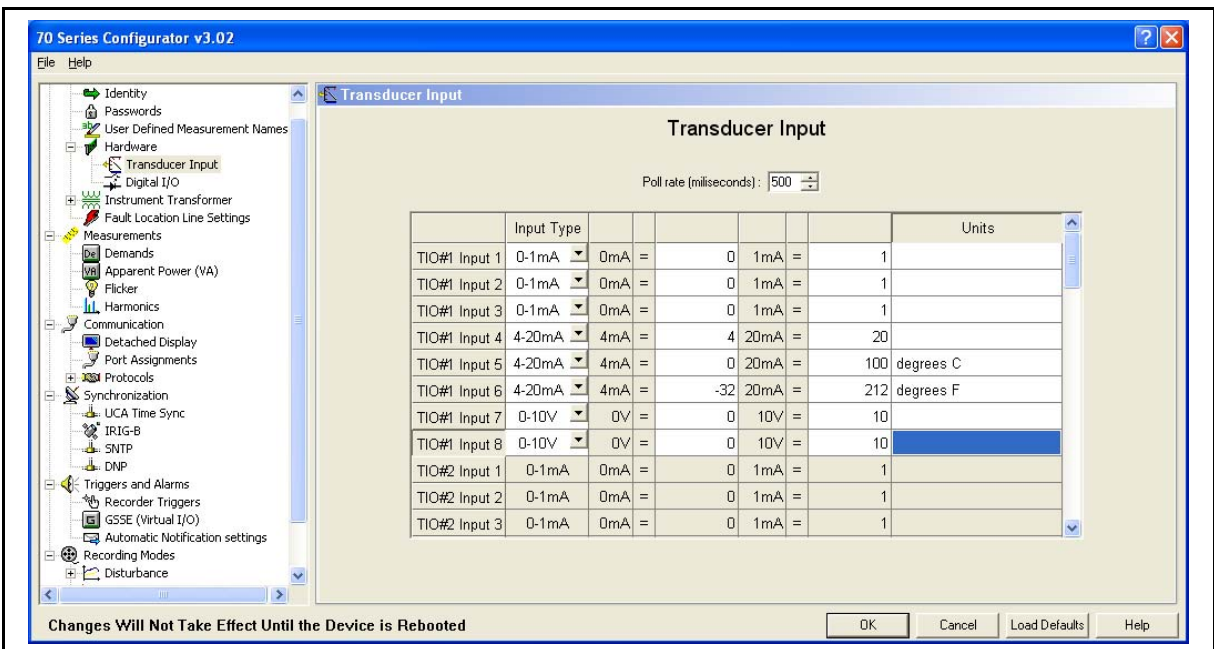 70 Series Configurator v3.02
File Help
Identity
Passwords
User Defined Measurement Names
Hardware
Transducer Input
Digital I/O
Instrument Transformer
Fault Location Line Settings
Measurements
De Demands
VA Apparent Power (VA)
Flicker
Harmonics
Communication
Detached Display
Port Assignments
Protocols
Synchronization
UCA Time Sync
IRIG-B
SNTP
DNP
Triggers and Alarms
Recorder Triggers
GSSE (Virtual I/O)
Automatic Notification settings
Recording Modes
Disturbance
Transducer Input
Transducer Input
Poll rate (miliseconds) : 500
Input Type Units
TIO#1 Input 1 0-1mA 0mA = 0 1mA = 1
TIO#1 Input 2 0-1mA 0mA = 0 1mA = 1
TIO#1 Input 3 0-1mA 0mA = 0 1mA = 1
TIO#1 Input 4 4-20mA 4mA = 4 20mA = 20
TIO#1 Input 5 4-20mA 4mA = 0 20mA = 100 degrees C
TIO#1 Input 6 4-20mA 4mA = -32 20mA = 212 degrees F
TIO#1 Input 7 0-10V 0V = 0 10V = 10
TIO#1 Input 8 0-10V 0V = 0 10V = 10
TIO#2 Input 1 0-1mA 0mA = 0 1mA = 1
TIO#2 Input 2 0-1mA 0mA = 0 1mA = 1
TIO#2 Input 3 0-1mA 0mA = 0 1mA = 1
Changes Will Not Take Effect Until the Device is Rebooted
OK Cancel Load Defaults Help